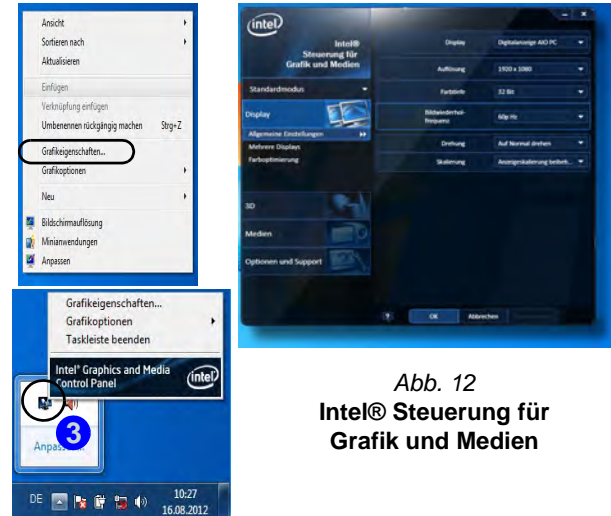 Ansicht
Sortieren nach
Aktualisieren
Einfügen
Verknüpfung einfügen
Umbenennen rückgängig machen Strg+Z
Grafikeigenschaften...
Grafikoptionen
Neu
Bildschirmauflösung
Minianwendungen
Anpassen
intel
Intel®
Steuerung für
Grafik und Medien
Standardmodus
Display
Allgemeine Einstellungen
Mehrere Displays
Farboptimierung
3D
Medien
Optionen und Support
Display Digitalanzeige AIO PC
Auflösung 1920 x 1080
Farbtiefe 32 Bit
Bildwiederhol-
frequenz 60p Hz
Drehung Auf Normal drehen
Skalierung Anzeigeskalierung beibeh...
? OK Abbrechen
Grafikeigenschaften...
Grafikoptionen
Taskleiste beenden
Intel® Graphics and Media
Control Panel
intel
3
DE
10:27
16.08.2012
Abb. 12
Intel® Steuerung für
Grafik und Medien